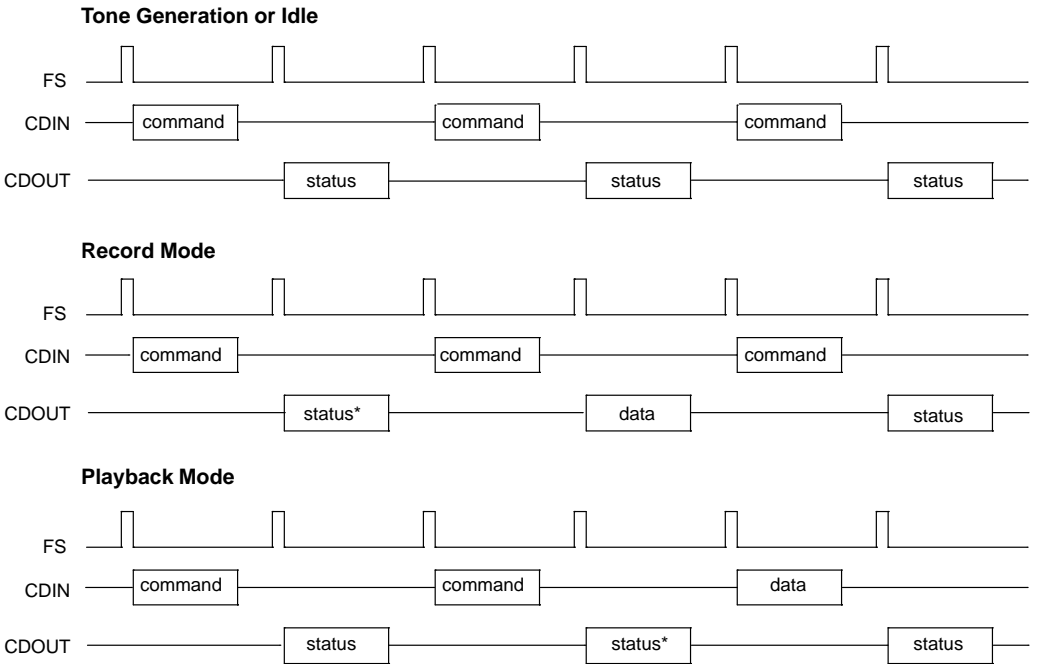 Tone Generation or Idle
FS
CDIN command command command
CDOUT status status status
Record Mode
FS
CDIN command command command
CDOUT status* data status
Playback Mode
FS
CDIN command command data
CDOUT status status* status